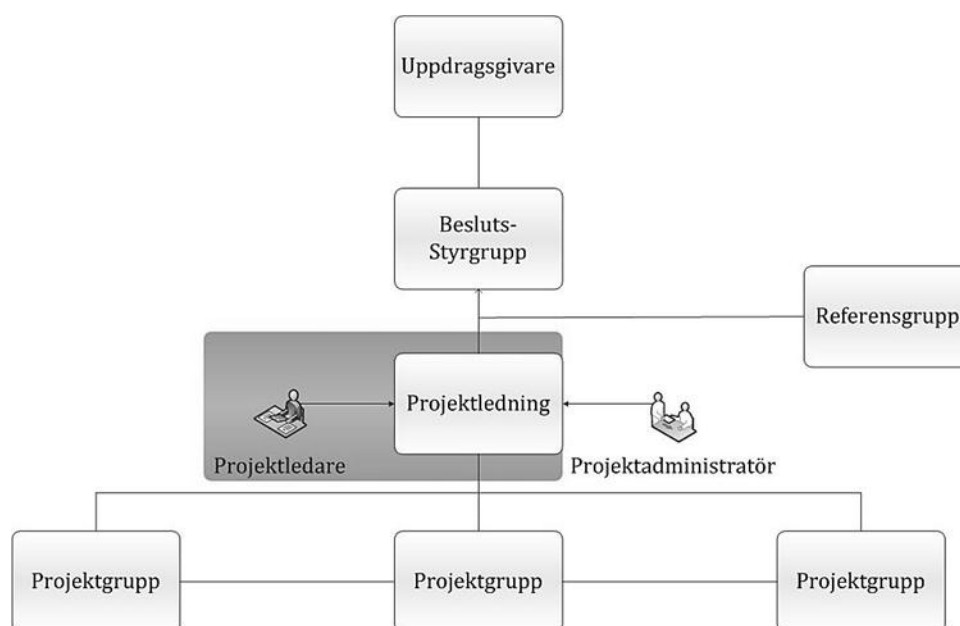 Uppdragsgivare
Besluts-
Styrgrupp
Referensgrupp
Projektledning
Projektledare
Projektadministratör
Projektgrupp
Projektgrupp
Projektgrupp